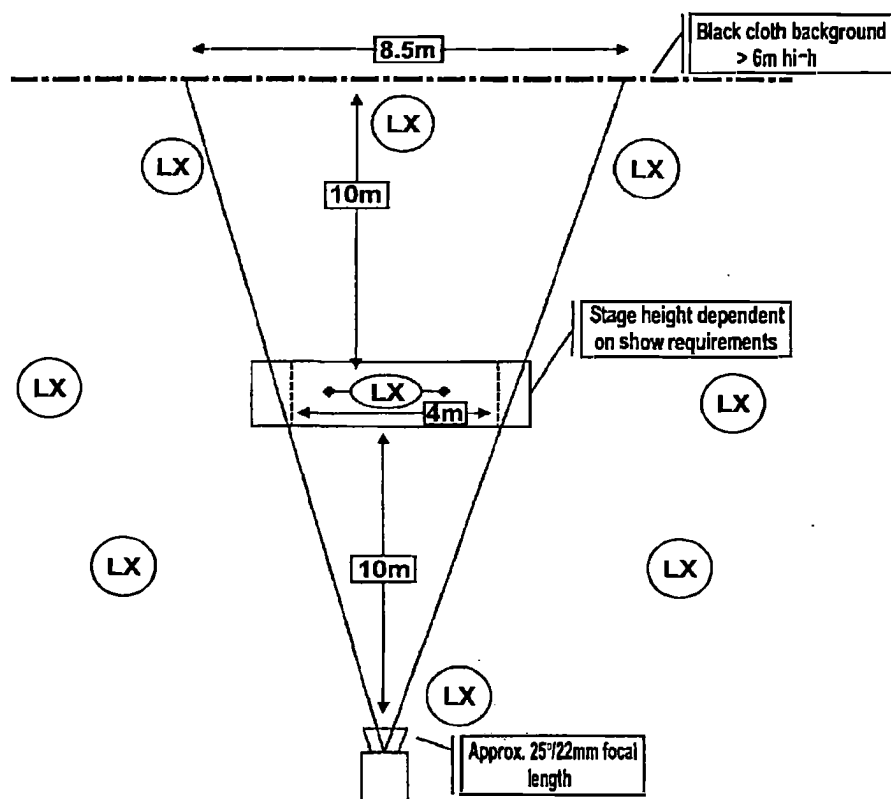 Black cloth background
> 6m hi-h
8.5m
LX
LX
LX
10m
Stage height dependent
on show requirements
LX
LX
LX
4m
LX
10m
LX
LX
Approx. 25°/22mm focal
length